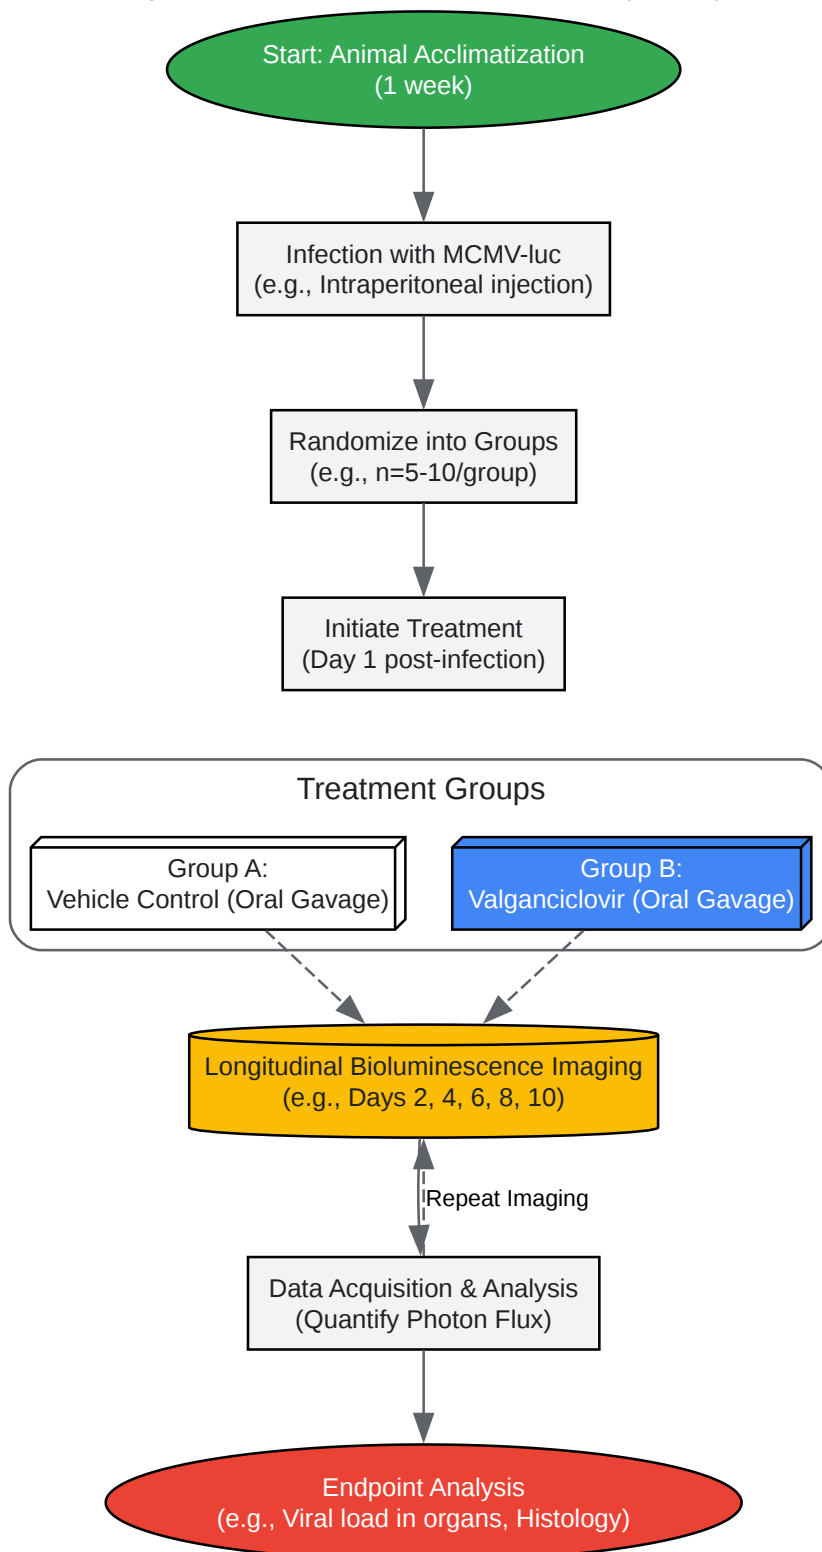 Start: Animal Acclimatization
(1 week)
Infection with MCMV-luc
(e.g., Intraperitoneal injection)
Randomize into Groups
(e.g., n=5-10/group)
Initiate Treatment
(Day 1 post-infection)
Treatment Groups
Group A:
Vehicle Control (Oral Gavage)
Group B:
Valganciclovir (Oral Gavage)
Longitudinal Bioluminescence Imaging
(e.g., Days 2, 4, 6, 8, 10)
Repeat Imaging
Data Acquisition & Analysis
(Quantify Photon Flux)
Endpoint Analysis
(e.g., Viral load in organs, Histology)